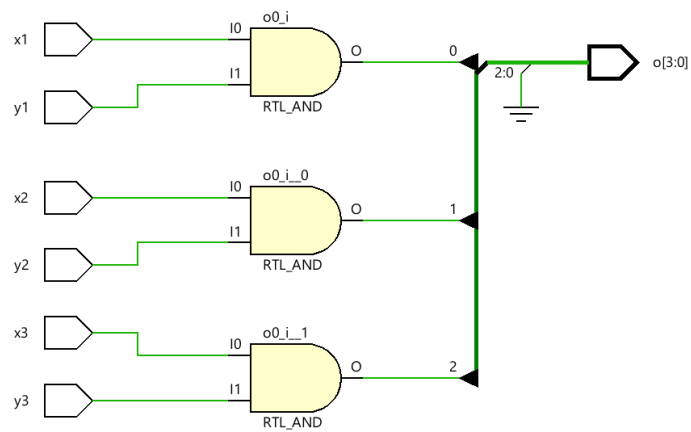 o0_i
x1
I0
O
0
o[3:0]
2:0
y1
I1
RTL_AND
o0_i__0
x2
I0
O
1
y2
I1
RTL_AND
o0_i__1
x3
I0
O
2
y3
I1
RTL_AND